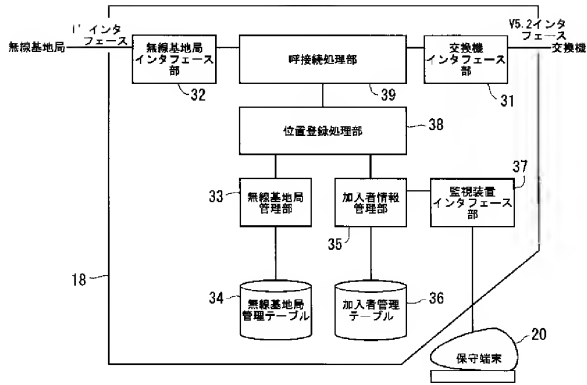 I' インタ
フェース
無線基地局
無線基地局
インタフェース
部
32
呼接続処理部
39
交換機
インタフェース
部
31
V5.2インタ
フェース
交換機
位置登録処理部
38
33
無線基地局
管理部
加入者情報
管理部
35
37
監視装置
インタフェース
部
18
34
無線基地局
管理テーブル
加入者管理
テーブル
36
20
保守端末